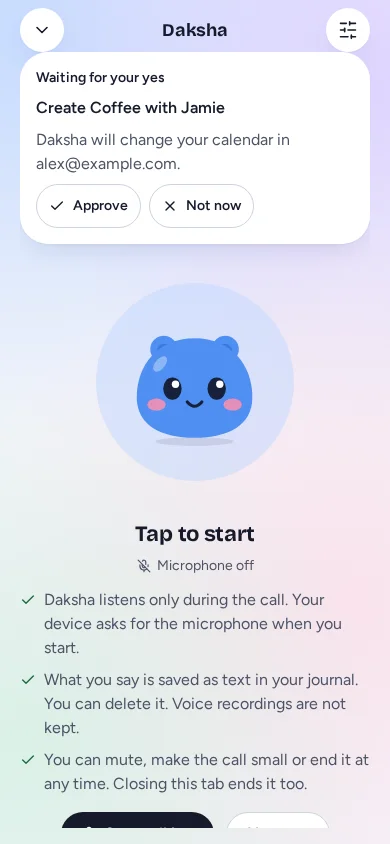 Daksha
Waiting for your yes
Create Coffee with Jamie
Daksha will change your calendar in
alex@example.com.
Approve
Not now
Tap to start
Microphone off
Daksha listens only during the call. Your
device asks for the microphone when you
start.
What you say is saved as text in your journal.
You can delete it. Voice recordings are not
kept.
You can mute, make the call small or end it at
any time. Closing this tab ends it too.